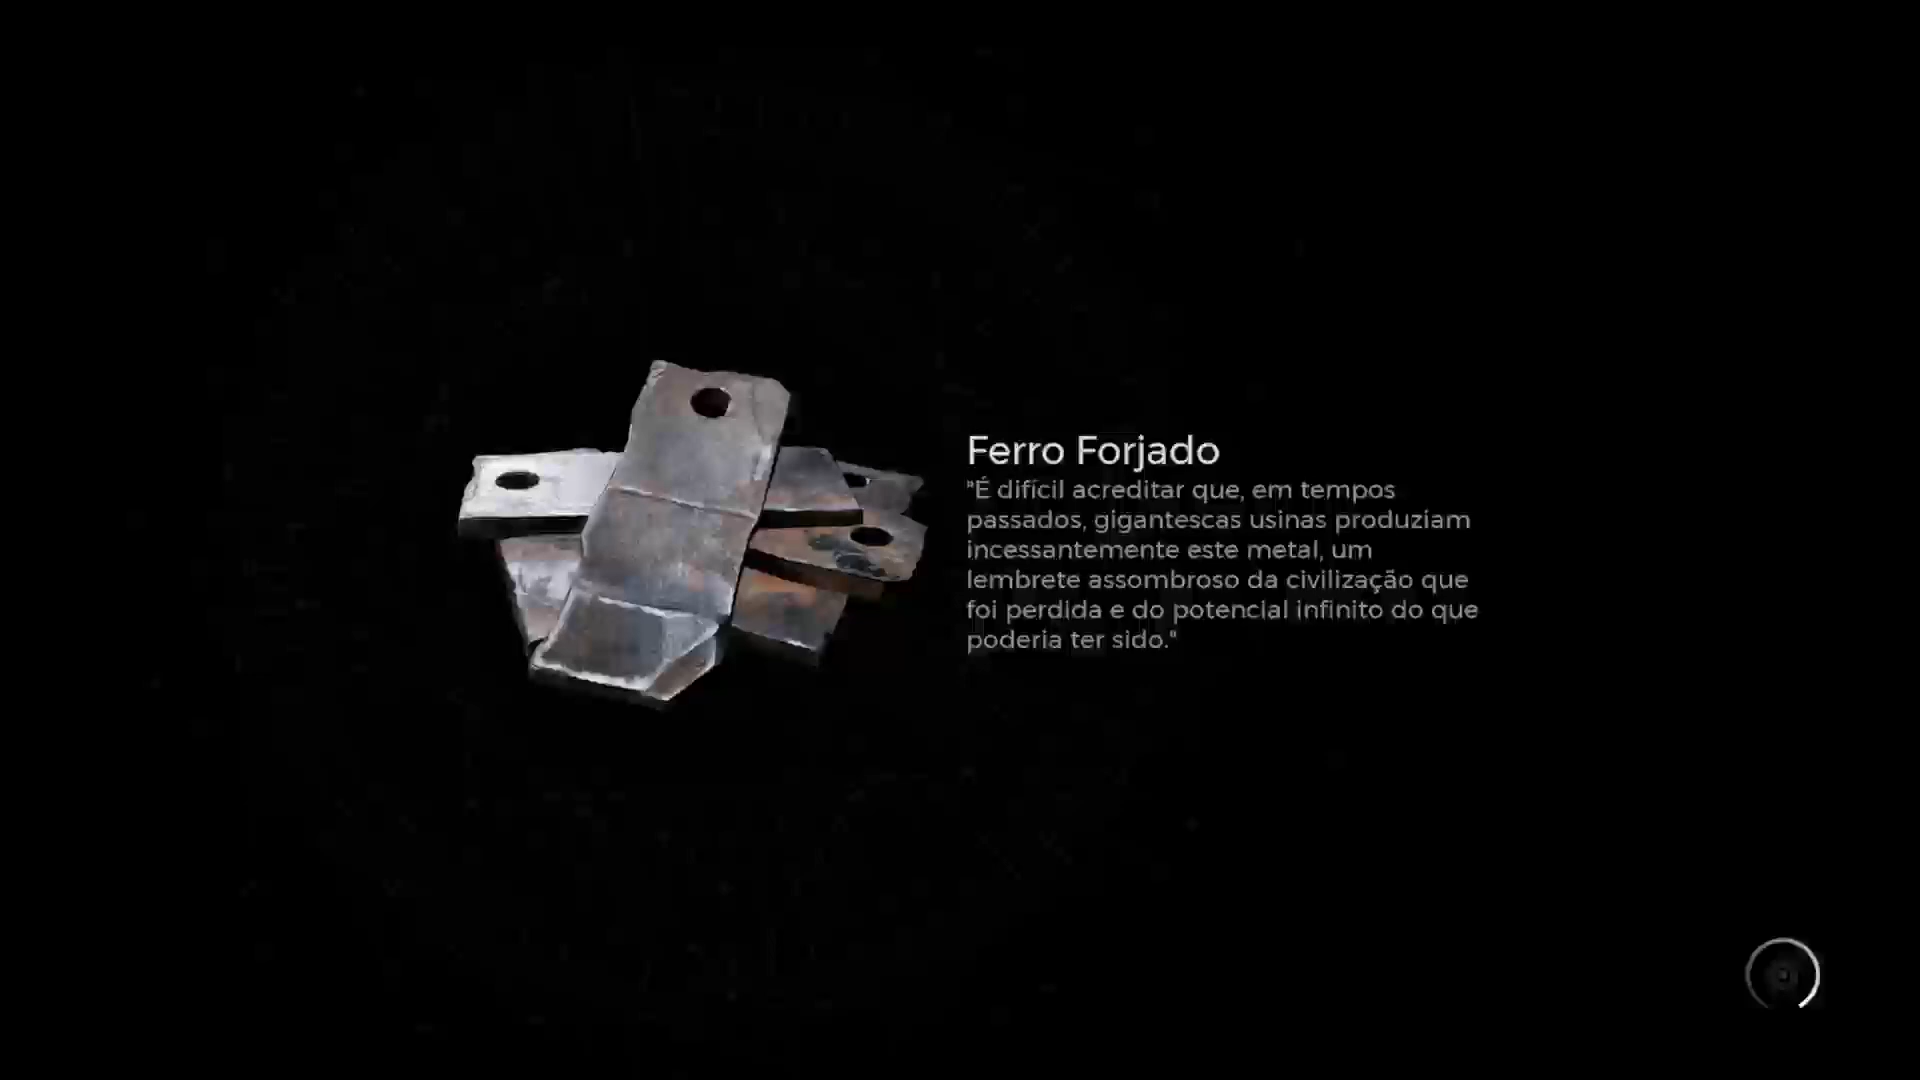 Ferro Forjado
"É difícil acreditar que, em tempos
passados, gigantescas usinas produziam
incessantemente este metal, um
lembrete assombroso da civilização que
foi perdida e do potencial infinito do que
poderia ter sido."